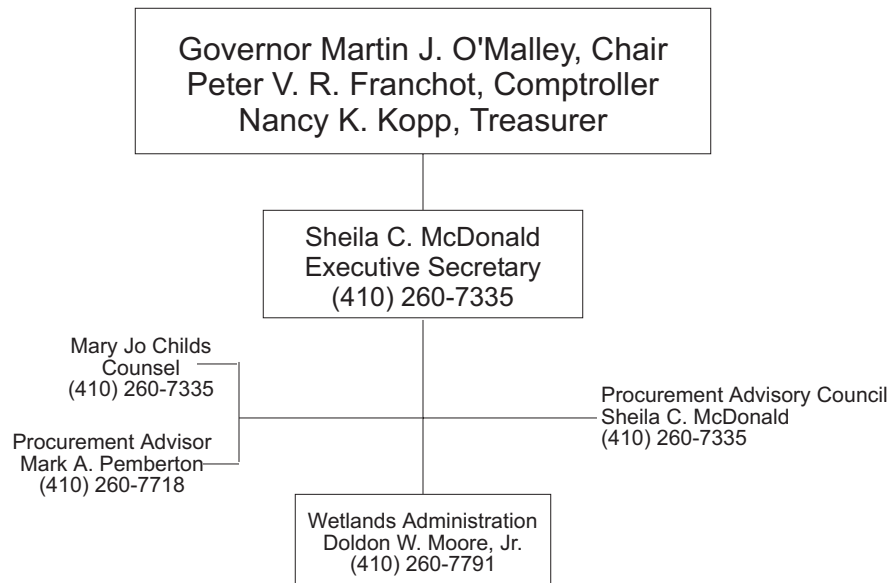 Governor Martin J. O'Malley, Chair
Peter V. R. Franchot, Comptroller
Nancy K. Kopp, Treasurer
Sheila C. McDonald
Executive Secretary
(410) 260-7335
Mary Jo Childs
Counsel
(410) 260-7335
Procurement Advisor
Mark A. Pemberton
(410) 260-7718
Procurement Advisory Council
Sheila C. McDonald
(410) 260-7335
Wetlands Administration
Doldon W. Moore, Jr.
(410) 260-7791